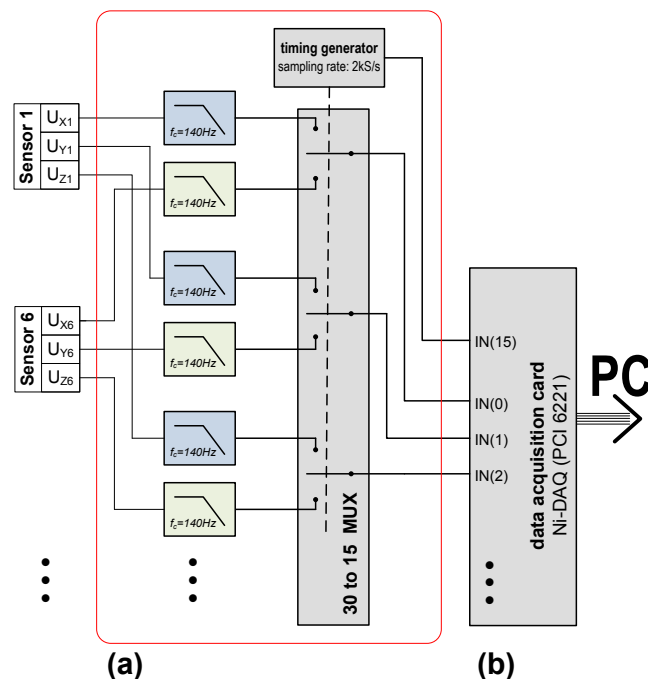 timing generator
sampling rate: 2kS/s
Sensor 1
UX1
UY1
UZ1
fc=140Hz
fc=140Hz
fc=140Hz
Sensor 6
UX6
UY6
UZ6
fc=140Hz
fc=140Hz
fc=140Hz
30 to 15 MUX
IN(15)
IN(0)
IN(1)
IN(2)
data acquisition card
Ni-DAQ (PCI 6221)
PC
(a)
(b)